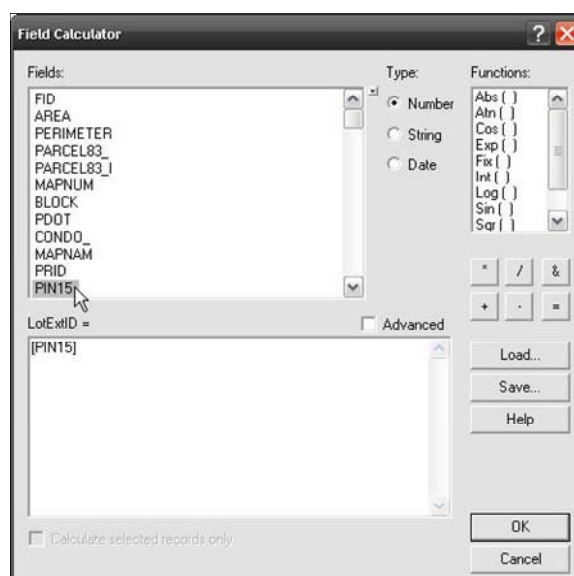 Field Calculator
Fields:
FID
AREA
PERIMETER
PARCEL83_
PARCEL83_I
MAPNUM
BLOCK
PDOT
CONDO_
MAPNAM
PRID
PIN15
Type:
Number
String
Date
Functions:
Abs ( )
Atn ( )
Cos ( )
Exp ( )
Fix ( )
Int ( )
Log ( )
Sin ( )
Sqr ( )
* / &
+ - =
LotExtID =
Advanced
[PIN15]
Load...
Save...
Help
Calculate selected records only
OK
Cancel